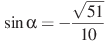 sin α = −√51/10